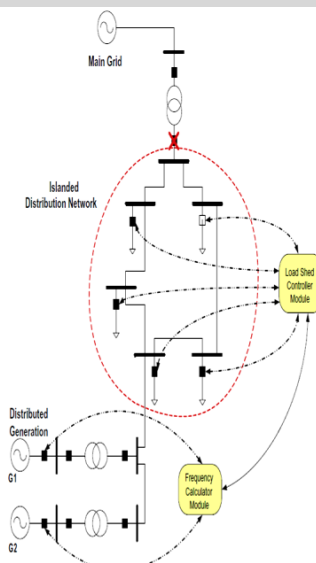 Main Grid
Islanded
Distribution Network
Load Shed
Controller
Module
Distributed
Generation
G1
Frequency
Calculator
Module
G2